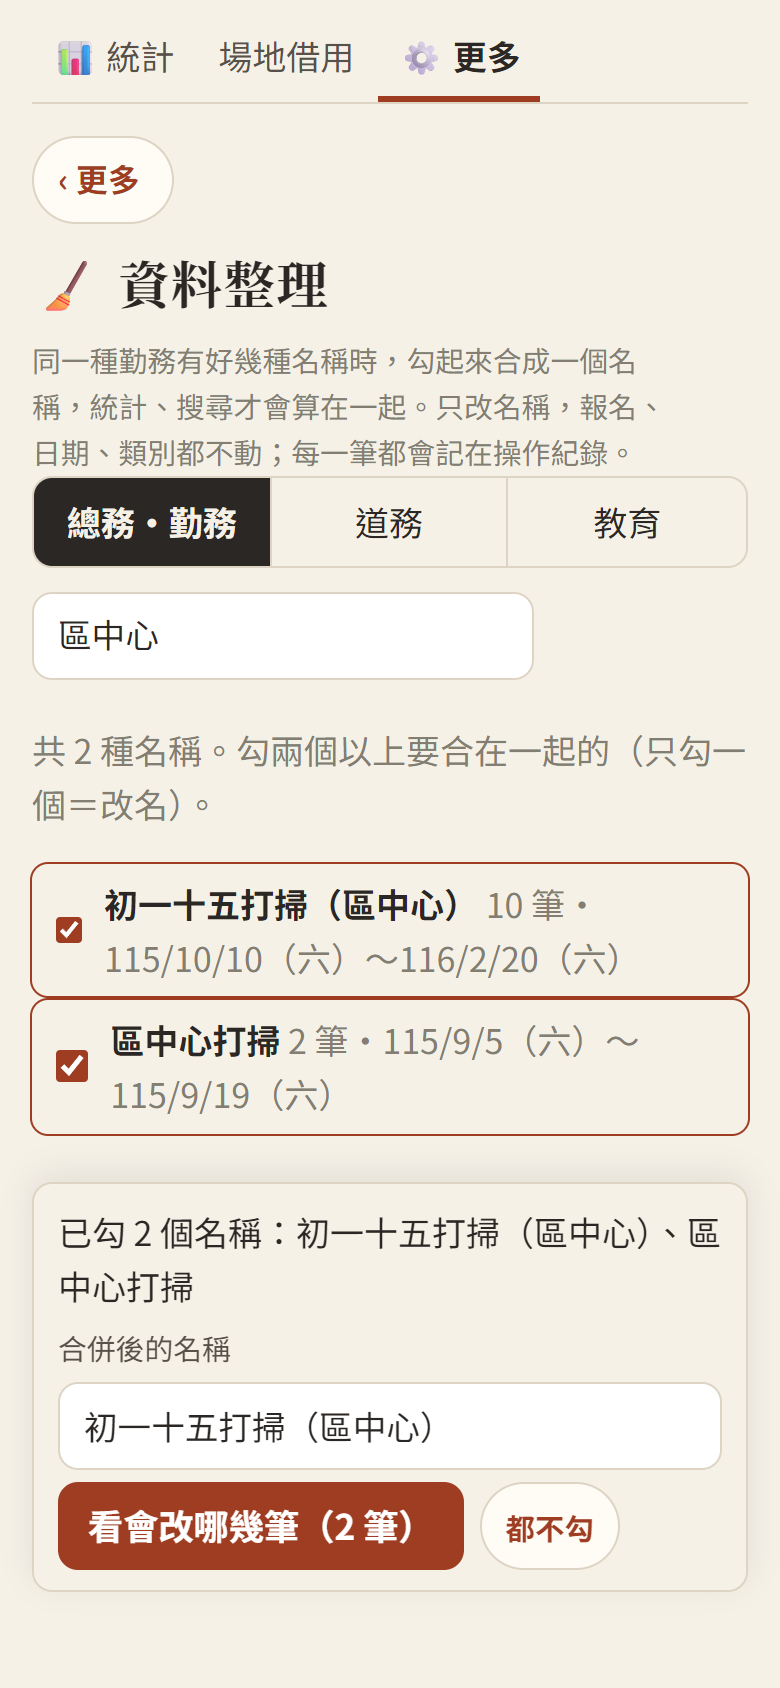 統計 場地借用 更多
‹ 更多
資料整理
同一種勤務有好幾種名稱時，勾起來合成一個名
稱，統計、搜尋才會算在一起。只改名稱，報名、
日期、類別都不動；每一筆都會記在操作紀錄。
總務・勤務 道務 教育
區中心
共 2 種名稱。勾兩個以上要合在一起的（只勾一
個＝改名）。
初一十五打掃（區中心） 10 筆・
115/10/10（六）～116/2/20（六）
區中心打掃 2 筆・115/9/5（六）～
115/9/19（六）
已勾 2 個名稱：初一十五打掃（區中心）、區
中心打掃
合併後的名稱
初一十五打掃（區中心）
看會改哪幾筆（2 筆） 都不勾